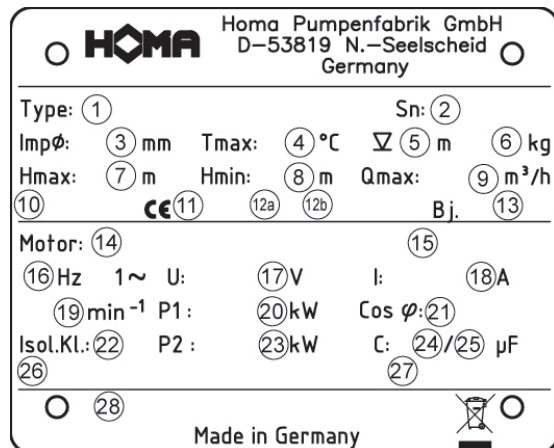 HOMA Homa Pumpenfabrik GmbH
D-53819 N.-Seelscheid
Germany
Type: 1 Sn: 2
Impø: 3 mm Tmax: 4 °C 5 m 6 kg
Hmax: 7 m Hmin: 8 m Qmax: 9 m³/h
10 CE 11 12a 12b Bj. 13
Motor: 14 15
16 Hz 1~ U: 17 V I: 18 A
19 min⁻¹ P1: 20 kW Cos φ: 21
Isol.Kl.: 22 P2: 23 kW C: 24/25 µF
26 27
28
Made in Germany